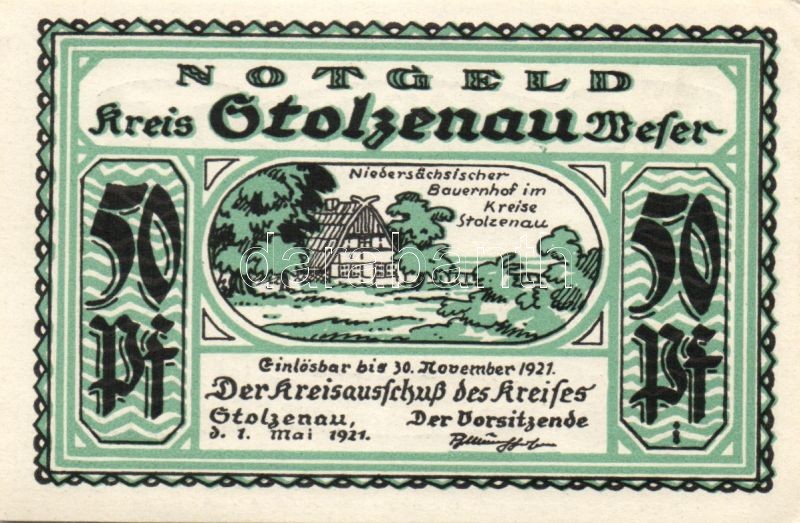 NOTGELD
Kreis Stolzenau Weser
50
Pf
Niedersächsischer
Bauernhof im
Kreise
Stolzenau
50
Pf
i
darabanth
Einlösbar bis 30. November 1921.
Der Kreisausschuß des Kreises
Stolzenau, Der Vorsitzende
d. 1. Mai 1921.